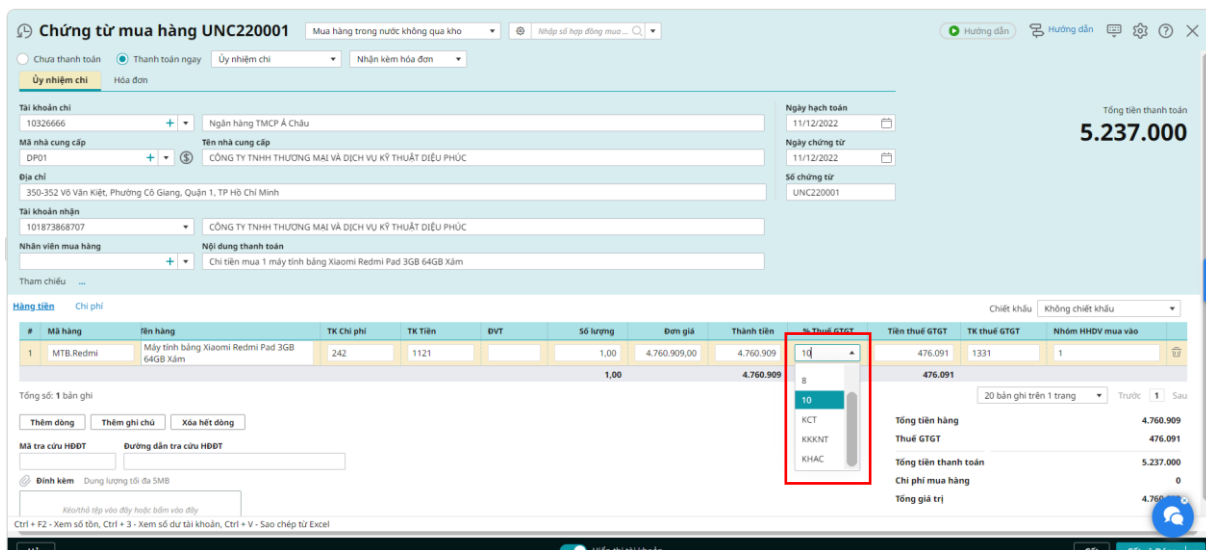 Chứng từ mua hàng UNC220001 Mua hàng trong nước không qua kho Nhập số hợp đồng mua ... Hướng dẫn Hướng dẫn
Chưa thanh toán Thanh toán ngay Ủy nhiệm chi Nhận kèm hóa đơn
Ủy nhiệm chi Hóa đơn
Tài khoản chi Ngày hạch toán Tổng tiền thanh toán
10326666 Ngân hàng TMCP Á Châu 11/12/2022 5.237.000
Mã nhà cung cấp Tên nhà cung cấp Ngày chứng từ
DP01 CÔNG TY TNHH THƯƠNG MẠI VÀ DỊCH VỤ KỸ THUẬT DIỆU PHÚC 11/12/2022
Địa chỉ Số chứng từ
350-352 Võ Văn Kiệt, Phường Cô Giang, Quận 1, TP Hồ Chí Minh UNC220001
Tài khoản nhận
101873868707 CÔNG TY TNHH THƯƠNG MẠI VÀ DỊCH VỤ KỸ THUẬT DIỆU PHÚC
Nhân viên mua hàng Nội dung thanh toán
Chi tiền mua 1 máy tính bảng Xiaomi Redmi Pad 3GB 64GB Xám
Tham chiếu ...
Hàng tiền Chi phí Chiết khấu Không chiết khấu
# Mã hàng Tên hàng TK Chi phí TK Tiền ĐVT Số lượng Đơn giá Thành tiền % Thuế GTGT Tiền thuế GTGT TK thuế GTGT Nhóm HHDV mua vào
1 MTB.Redmi Máy tính bảng Xiaomi Redmi Pad 3GB 64GB Xám 242 1121 1,00 4.760.909,00 4.760.909 10 476.091 1331 1
1,00 4.760.909 476.091
8
10
KCT
KKKNT
KHAC
Tổng số: 1 bản ghi 20 bản ghi trên 1 trang Trước 1 Sau
Thêm dòng Thêm ghi chú Xóa hết dòng Tổng tiền hàng 4.760.909
Mã tra cứu HĐĐT Đường dẫn tra cứu HĐĐT Thuế GTGT 476.091
Tổng tiền thanh toán 5.237.000
Đính kèm Dung lượng tối đa 5MB Chi phí mua hàng 0
Tổng giá trị
Kéo/thả tệp vào đây hoặc bấm vào đây
Ctrl + F2 - Xem số tồn, Ctrl + 3 - Xem số dư tài khoản, Ctrl + V - Sao chép từ Excel